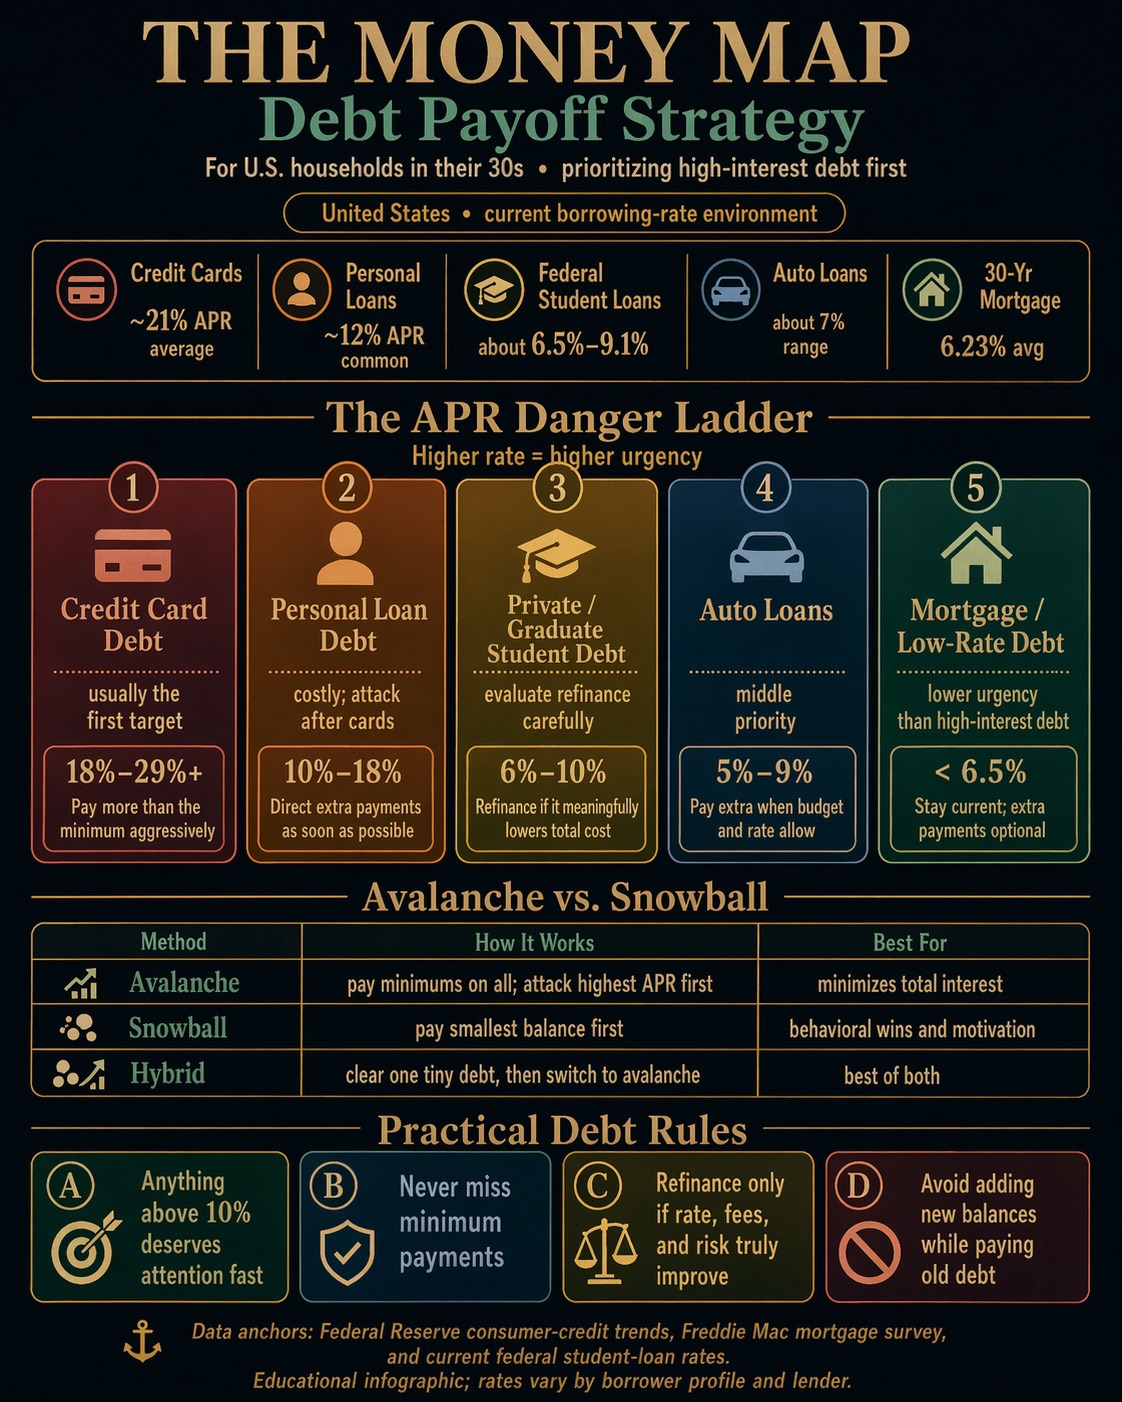 THE MONEY MAP
Debt Payoff Strategy
For U.S. households in their 30s • prioritizing high-interest debt first
United States • current borrowing-rate environment
Credit Cards
~21% APR
average
Personal
Loans
~12% APR
common
Federal
Student Loans
about 6.5%–9.1%
Auto Loans
about 7%
range
30-Yr
Mortgage
6.23% avg
The APR Danger Ladder
Higher rate = higher urgency
1
Credit Card
Debt
usually the
first target
18%–29%+
Pay more than the
minimum aggressively
2
Personal Loan
Debt
costly; attack
after cards
10%–18%
Direct extra payments
as soon as possible
3
Private /
Graduate
Student Debt
evaluate refinance
carefully
6%–10%
Refinance if it meaningfully
lowers total cost
4
Auto Loans
middle
priority
5%–9%
Pay extra when budget
and rate allow
5
Mortgage /
Low-Rate Debt
lower urgency
than high-interest debt
< 6.5%
Stay current; extra
payments optional
Avalanche vs. Snowball
Method How It Works Best For
Avalanche pay minimums on all; attack highest APR first minimizes total interest
Snowball pay smallest balance first behavioral wins and motivation
Hybrid clear one tiny debt, then switch to avalanche best of both
Practical Debt Rules
A
Anything
above 10%
deserves
attention fast
B
Never miss
minimum
payments
C
Refinance only
if rate, fees,
and risk truly
improve
D
Avoid adding
new balances
while paying
old debt
Data anchors: Federal Reserve consumer-credit trends, Freddie Mac mortgage survey,
and current federal student-loan rates.
Educational infographic; rates vary by borrower profile and lender.